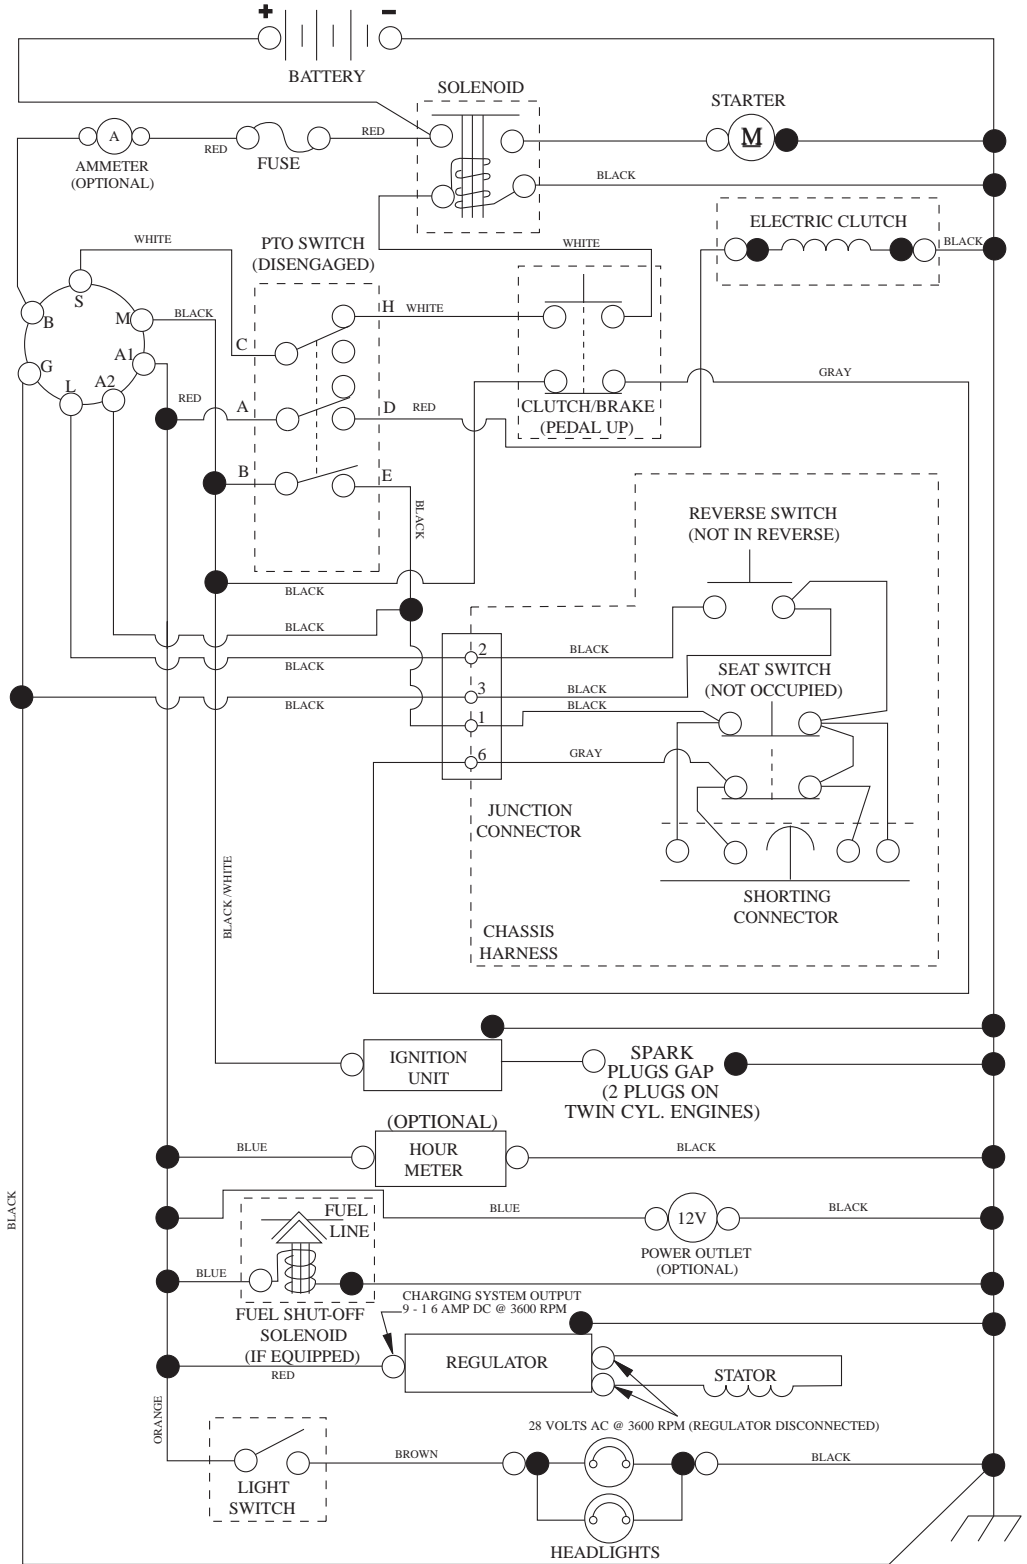 +
−
BATTERY
SOLENOID
STARTER
A
M
RED
FUSE
RED
AMMETER
(OPTIONAL)
BLACK
ELECTRIC CLUTCH
WHITE
PTO SWITCH
(DISENGAGED)
WHITE
BLACK
S
B
M
BLACK
H
WHITE
C
G
A1
L
A2
GRAY
RED
A
D
RED
CLUTCH/BRAKE
(PEDAL UP)
B
E
BLACK
REVERSE SWITCH
(NOT IN REVERSE)
BLACK
BLACK
2
BLACK
BLACK
SEAT SWITCH
(NOT OCCUPIED)
3
BLACK
BLACK
BLACK
1
6
GRAY
JUNCTION
CONNECTOR
BLACK /WHITE
SHORTING
CONNECTOR
CHASSIS
HARNESS
IGNITION
UNIT
SPARK
PLUGS GAP
(2 PLUGS ON
TWIN CYL. ENGINES)
(OPTIONAL)
HOUR
METER
BLUE
BLACK
BLACK
FUEL
LINE
BLUE
12V
BLACK
POWER OUTLET
(OPTIONAL)
BLUE
CHARGING SYSTEM OUTPUT
9 - 1 6 AMP DC @ 3600 RPM
FUEL SHUT-OFF
SOLENOID
(IF EQUIPPED)
RED
REGULATOR
STATOR
ORANGE
28 VOLTS AC @ 3600 RPM (REGULATOR DISCONNECTED)
BROWN
BLACK
LIGHT
SWITCH
HEADLIGHTS